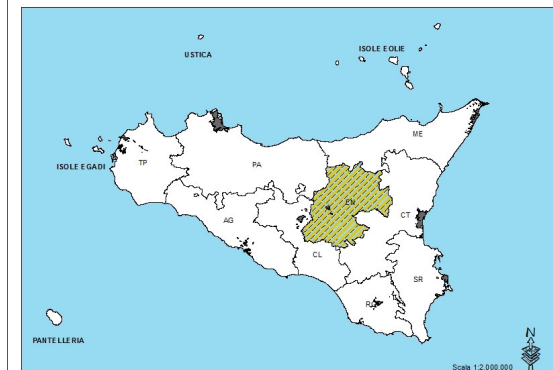 USTICA
ISOLE EOLIE
ME
ISOLE EGADI
TP
PA
EN
AG
CT
CL
SR
RG
PANTELLERIA
N
Scala 1:2.000.000